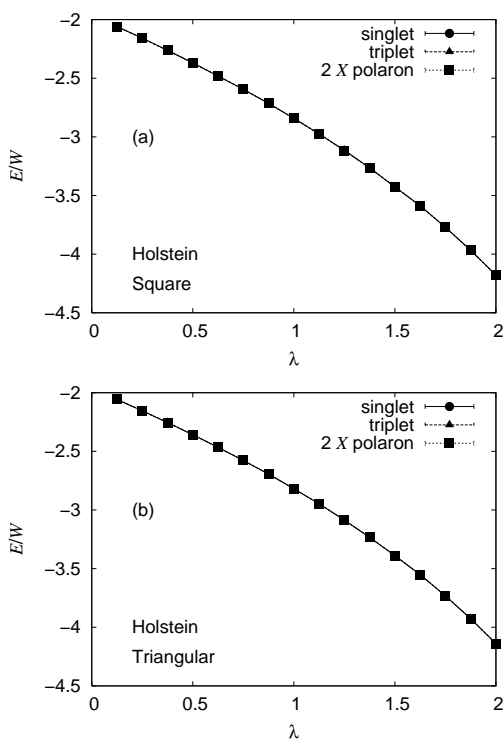 −2
−2.5
−3
−3.5
−4
−4.5
E/W
singlet
triplet
2 X polaron
(a)
Holstein
Square
0 0.5 1 1.5 2
λ
−2
−2.5
−3
−3.5
−4
−4.5
E/W
singlet
triplet
2 X polaron
(b)
Holstein
Triangular
0 0.5 1 1.5 2
λ